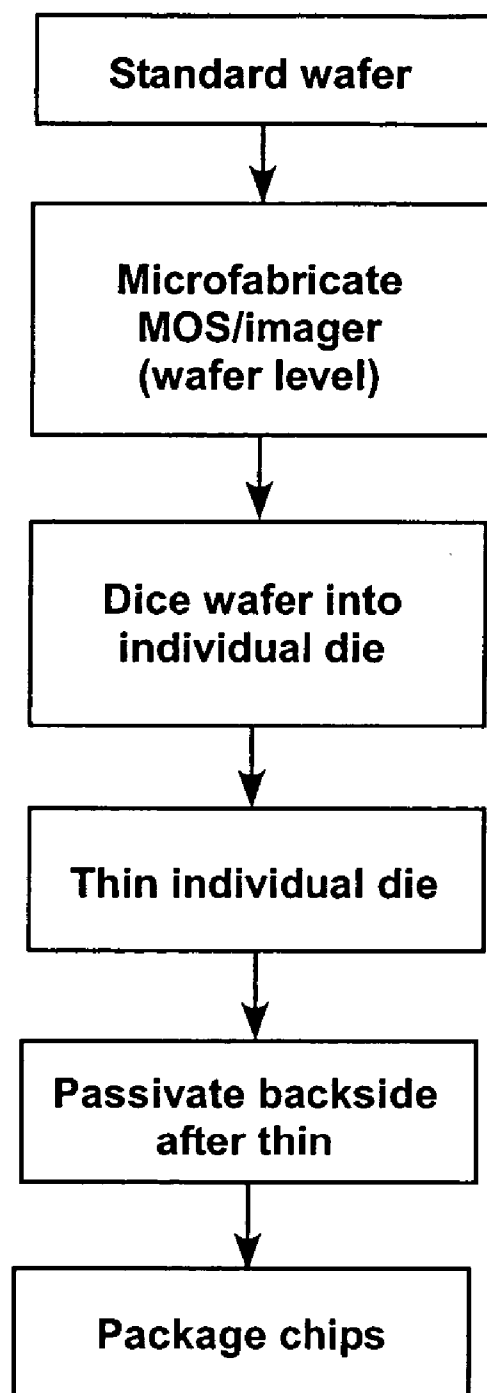 Standard wafer
Microfabricate
MOS/imager
(wafer level)
Dice wafer into
individual die
Thin individual die
Passivate backside
after thin
Package chips